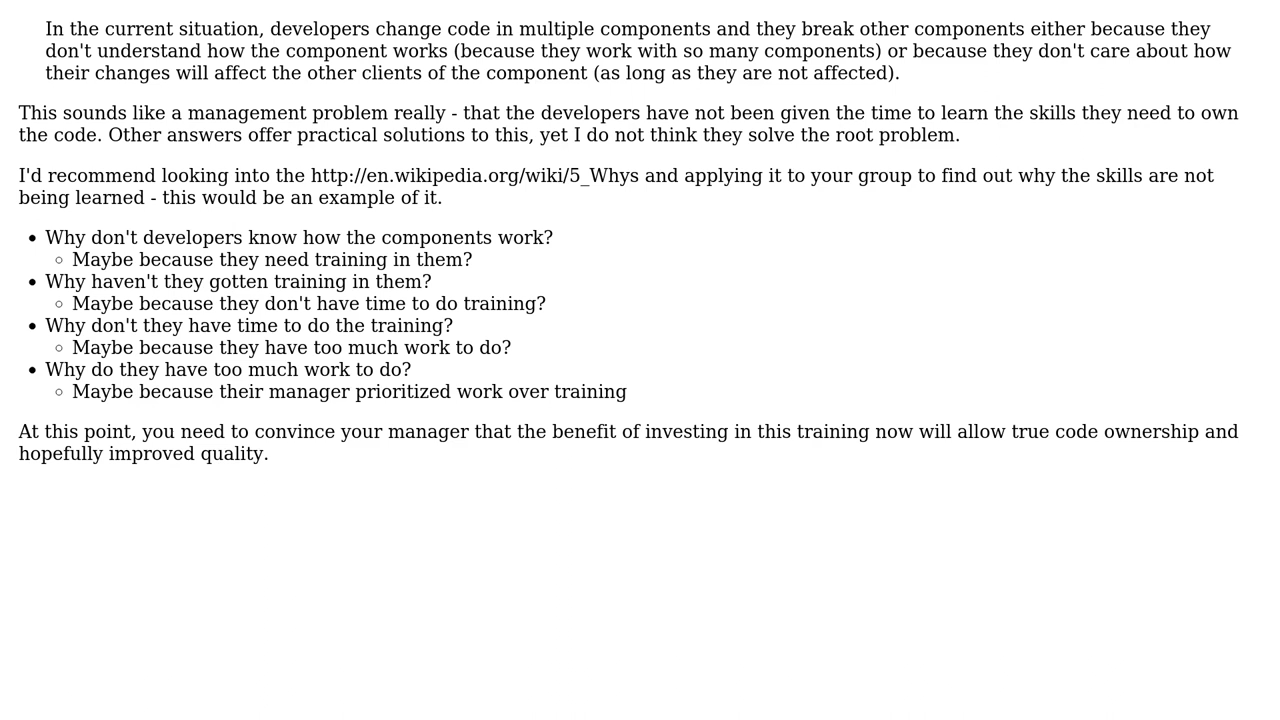 In the current situation, developers change code in multiple components and they break other components either because they
don't understand how the component works (because they work with so many components) or because they don't care about how
their changes will affect the other clients of the component (as long as they are not affected).
This sounds like a management problem really - that the developers have not been given the time to learn the skills they need to own
the code. Other answers offer practical solutions to this, yet I do not think they solve the root problem.
I'd recommend looking into the http://en.wikipedia.org/wiki/5_Whys and applying it to your group to find out why the skills are not
being learned - this would be an example of it.
• Why don't developers know how the components work?
◦ Maybe because they need training in them?
• Why haven't they gotten training in them?
◦ Maybe because they don't have time to do training?
• Why don't they have time to do the training?
◦ Maybe because they have too much work to do?
• Why do they have too much work to do?
◦ Maybe because their manager prioritized work over training
At this point, you need to convince your manager that the benefit of investing in this training now will allow true code ownership and
hopefully improved quality.